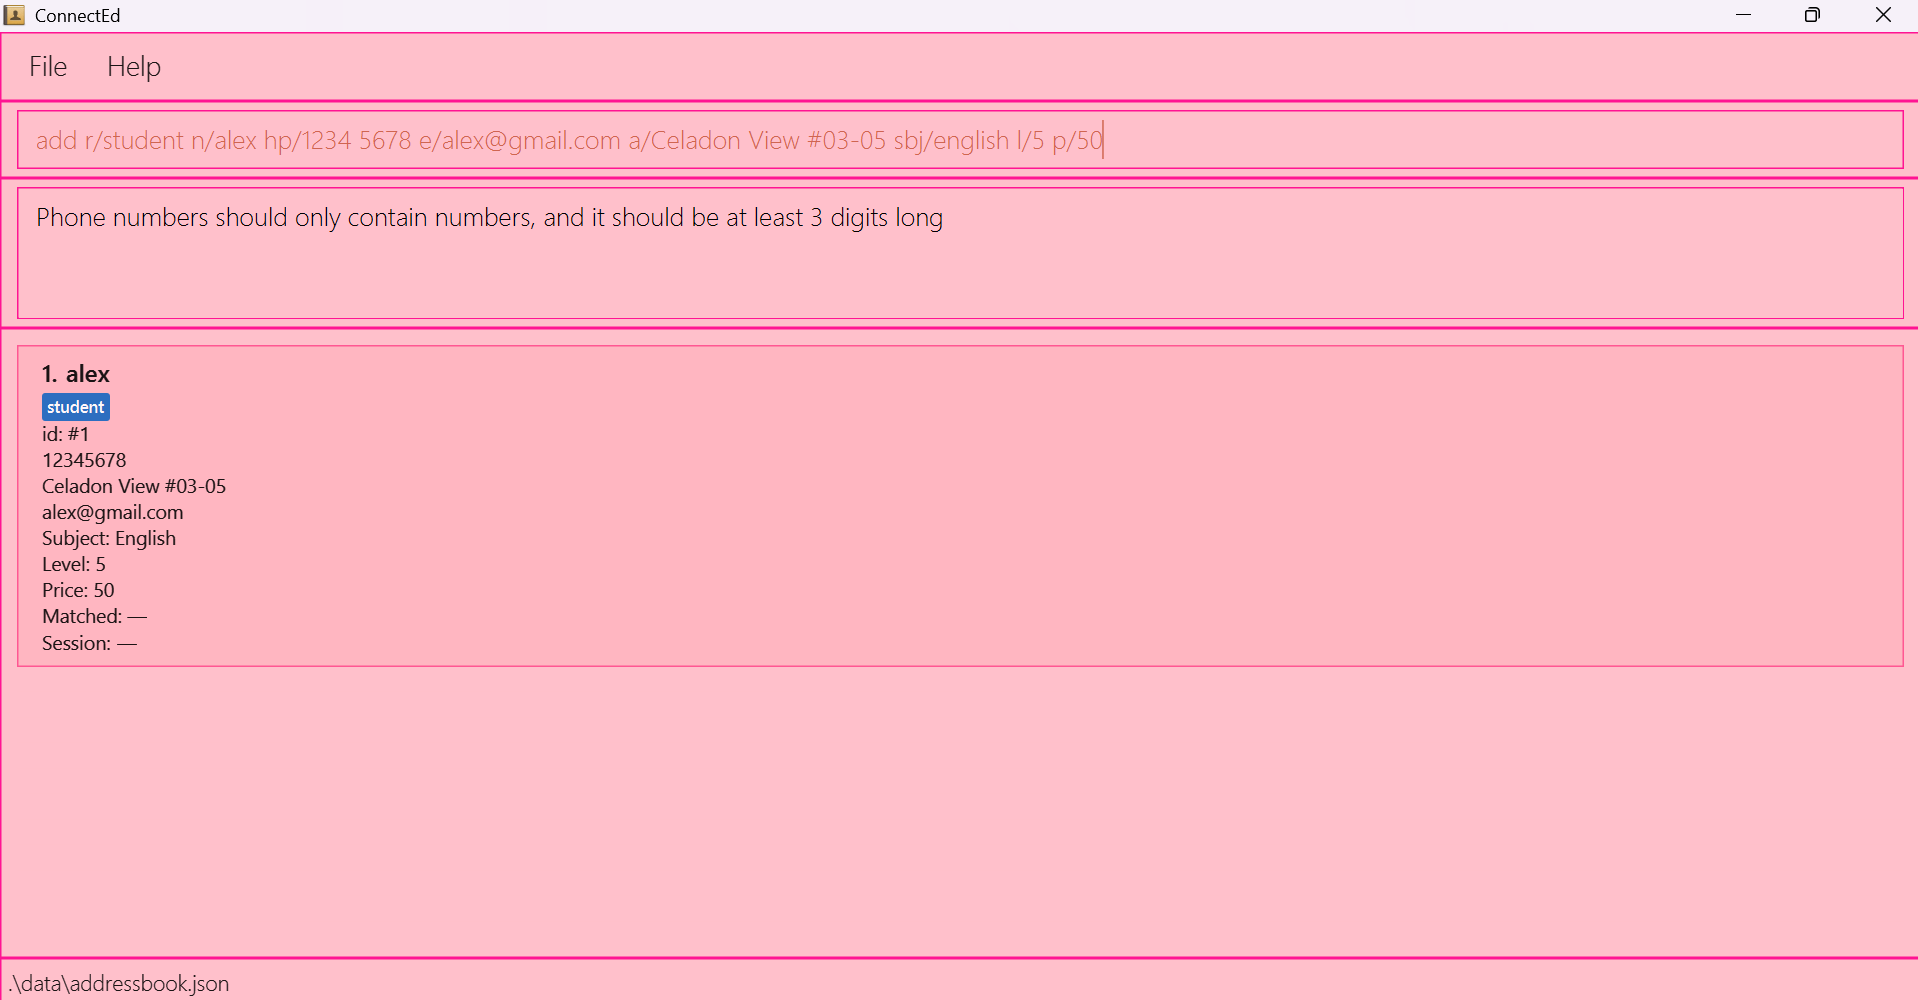 ConnectEd
File Help
add r/student n/alex hp/1234 5678 e/alex@gmail.com a/Celadon View #03-05 sbj/english l/5 p/50
Phone numbers should only contain numbers, and it should be at least 3 digits long
1. alex
student
id: #1
12345678
Celadon View #03-05
alex@gmail.com
Subject: English
Level: 5
Price: 50
Matched: —
Session: —
.\data\addressbook.json